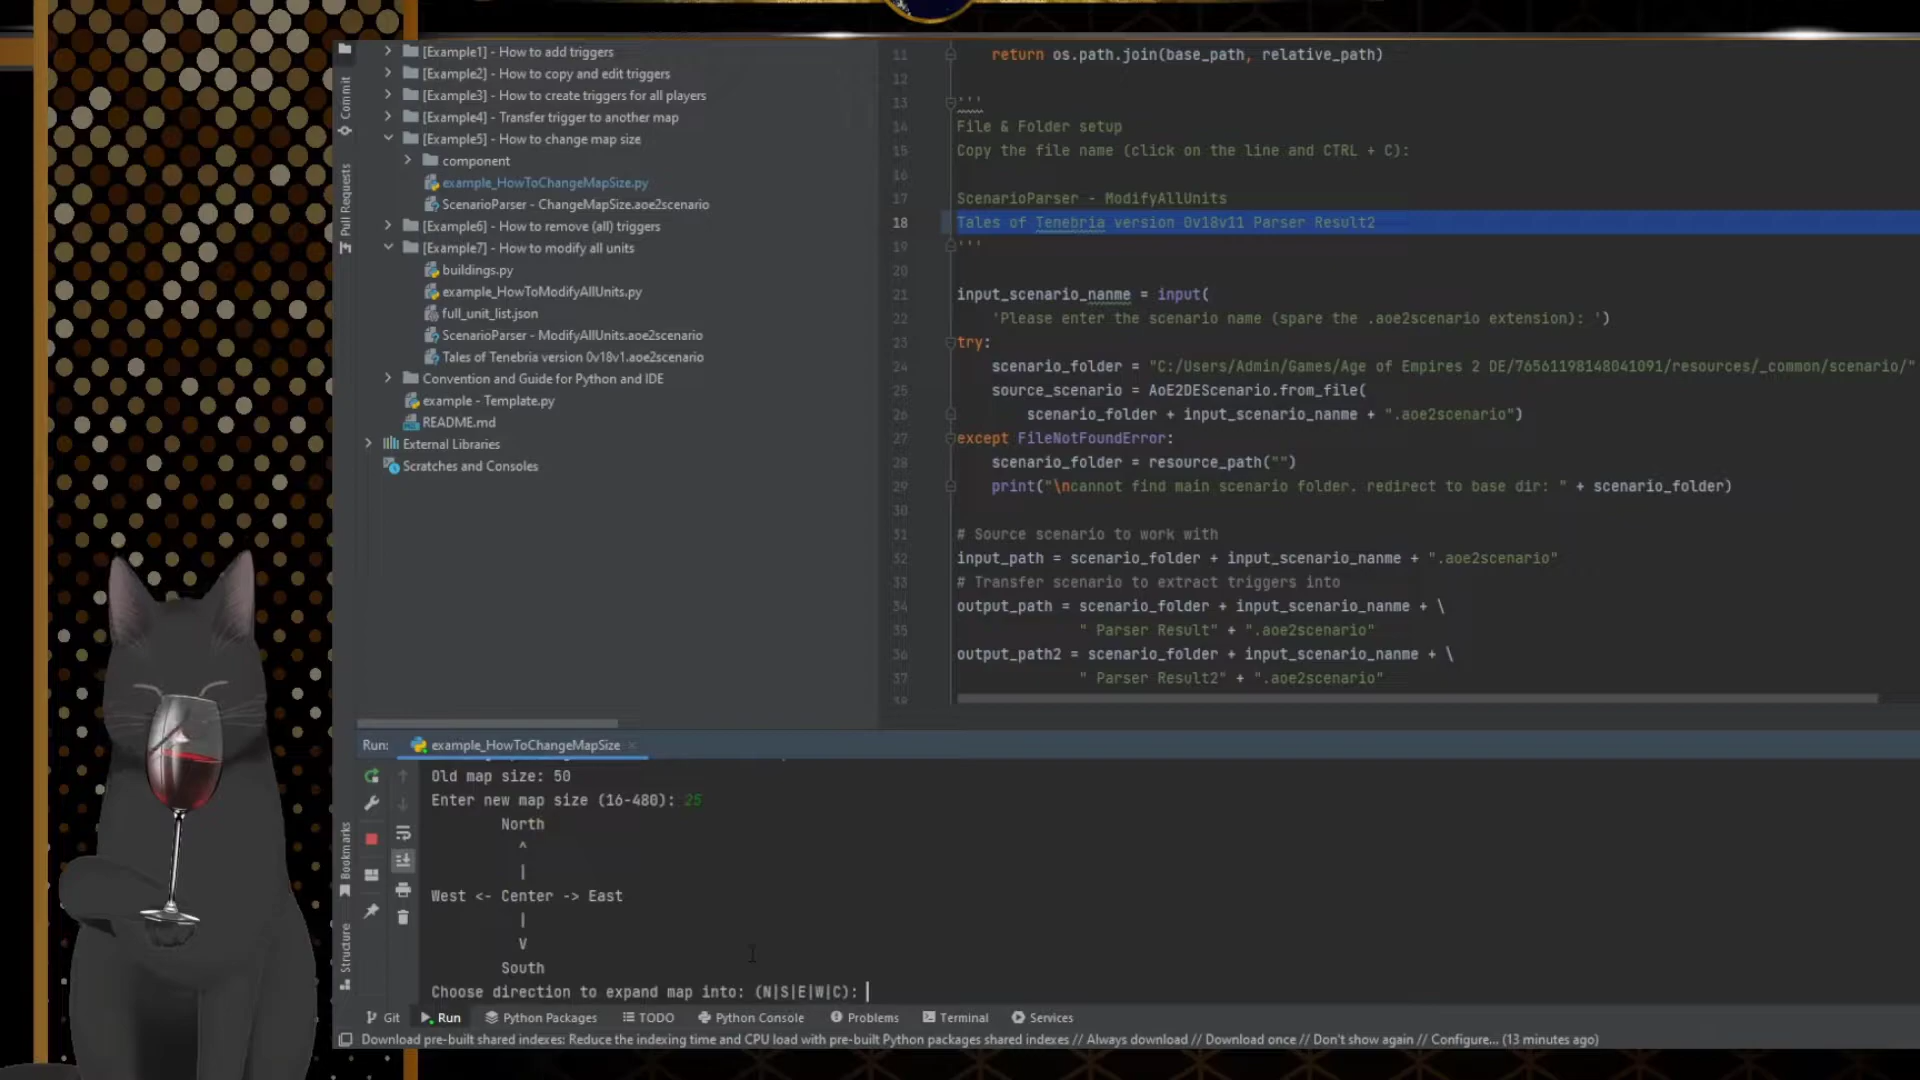 [Example1] - How to add triggers
[Example2] - How to copy and edit triggers
[Example3] - How to create triggers for all players
[Example4] - Transfer trigger to another map
[Example5] - How to change map size
component
example_HowToChangeMapSize.py
ScenarioParser - ChangeMapSize.aoe2scenario
[Example6] - How to remove (all) triggers
[Example7] - How to modify all units
buildings.py
example_HowToModifyAllUnits.py
full_unit_list.json
ScenarioParser - ModifyAllUnits.aoe2scenario
Tales of Tenebria version 0v18v1.aoe2scenario
Convention and Guide for Python and IDE
example - Template.py
README.md
External Libraries
Scratches and Consoles
Commit
Pull Requests
Bookmarks
Structure
11 return os.path.join(base_path, relative_path)
12
13 '''
14 File & Folder setup
15 Copy the file name (click on the line and CTRL + C):
16
17 ScenarioParser - ModifyAllUnits
18 Tales of Tenebria version 0v18v11 Parser Result2
19 '''
20
21 input_scenario_nanme = input(
22 'Please enter the scenario name (spare the .aoe2scenario extension): ')
23 try:
24 scenario_folder = "C:/Users/Admin/Games/Age of Empires 2 DE/76561198148041091/resources/_common/scenario/"
25 source_scenario = AoE2DEScenario.from_file(
26 scenario_folder + input_scenario_nanme + ".aoe2scenario")
27 except FileNotFoundError:
28 scenario_folder = resource_path("")
29 print("\ncannot find main scenario folder. redirect to base dir: " + scenario_folder)
30
31 # Source scenario to work with
32 input_path = scenario_folder + input_scenario_nanme + ".aoe2scenario"
33 # Transfer scenario to extract triggers into
34 output_path = scenario_folder + input_scenario_nanme + \
35 " Parser Result" + ".aoe2scenario"
36 output_path2 = scenario_folder + input_scenario_nanme + \
37 " Parser Result2" + ".aoe2scenario"
38
Run: example_HowToChangeMapSize
Old map size: 50
Enter new map size (16-480): 25
North
^
|
West <- Center -> East
|
V
South
Choose direction to expand map into: (N|S|E|W|C):
Git Run Python Packages TODO Python Console Problems Terminal Services
Download pre-built shared indexes: Reduce the indexing time and CPU load with pre-built Python packages shared indexes // Always download // Download once // Don't show again // Configure... (13 minutes ago)